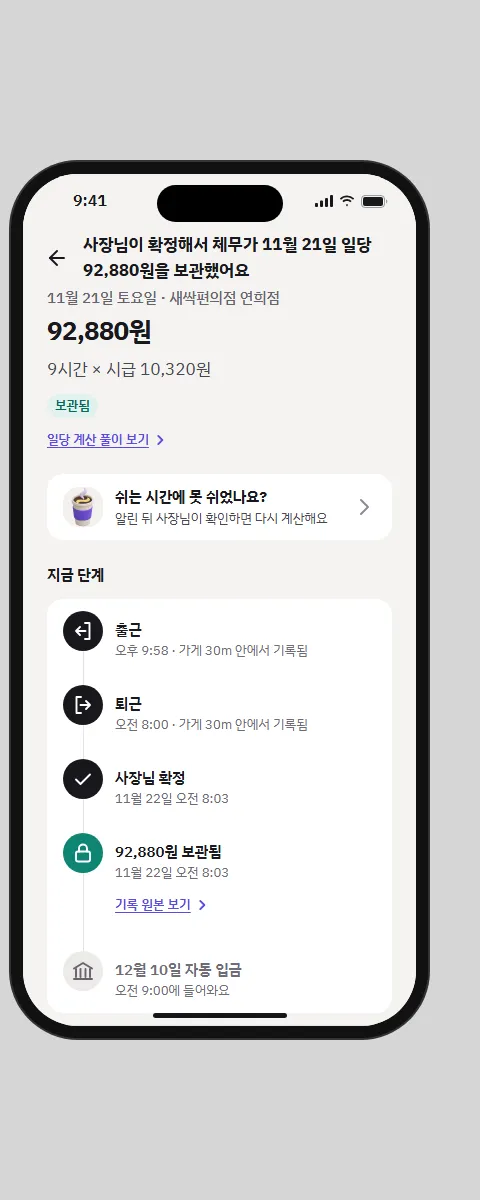 9:41
사장님이 확정해서 체무가 11월 21일 일당
92,880원을 보관했어요
11월 21일 토요일 · 새싹편의점 연희점
92,880원
9시간 × 시급 10,320원
보관됨
일당 계산 풀이 보기
쉬는 시간에 못 쉬었나요?
알린 뒤 사장님이 확인하면 다시 계산해요
지금 단계
출근
오후 9:58 · 가게 30m 안에서 기록됨
퇴근
오전 8:00 · 가게 30m 안에서 기록됨
사장님 확정
11월 22일 오전 8:03
92,880원 보관됨
11월 22일 오전 8:03
기록 원본 보기
12월 10일 자동 입금
오전 9:00에 들어와요